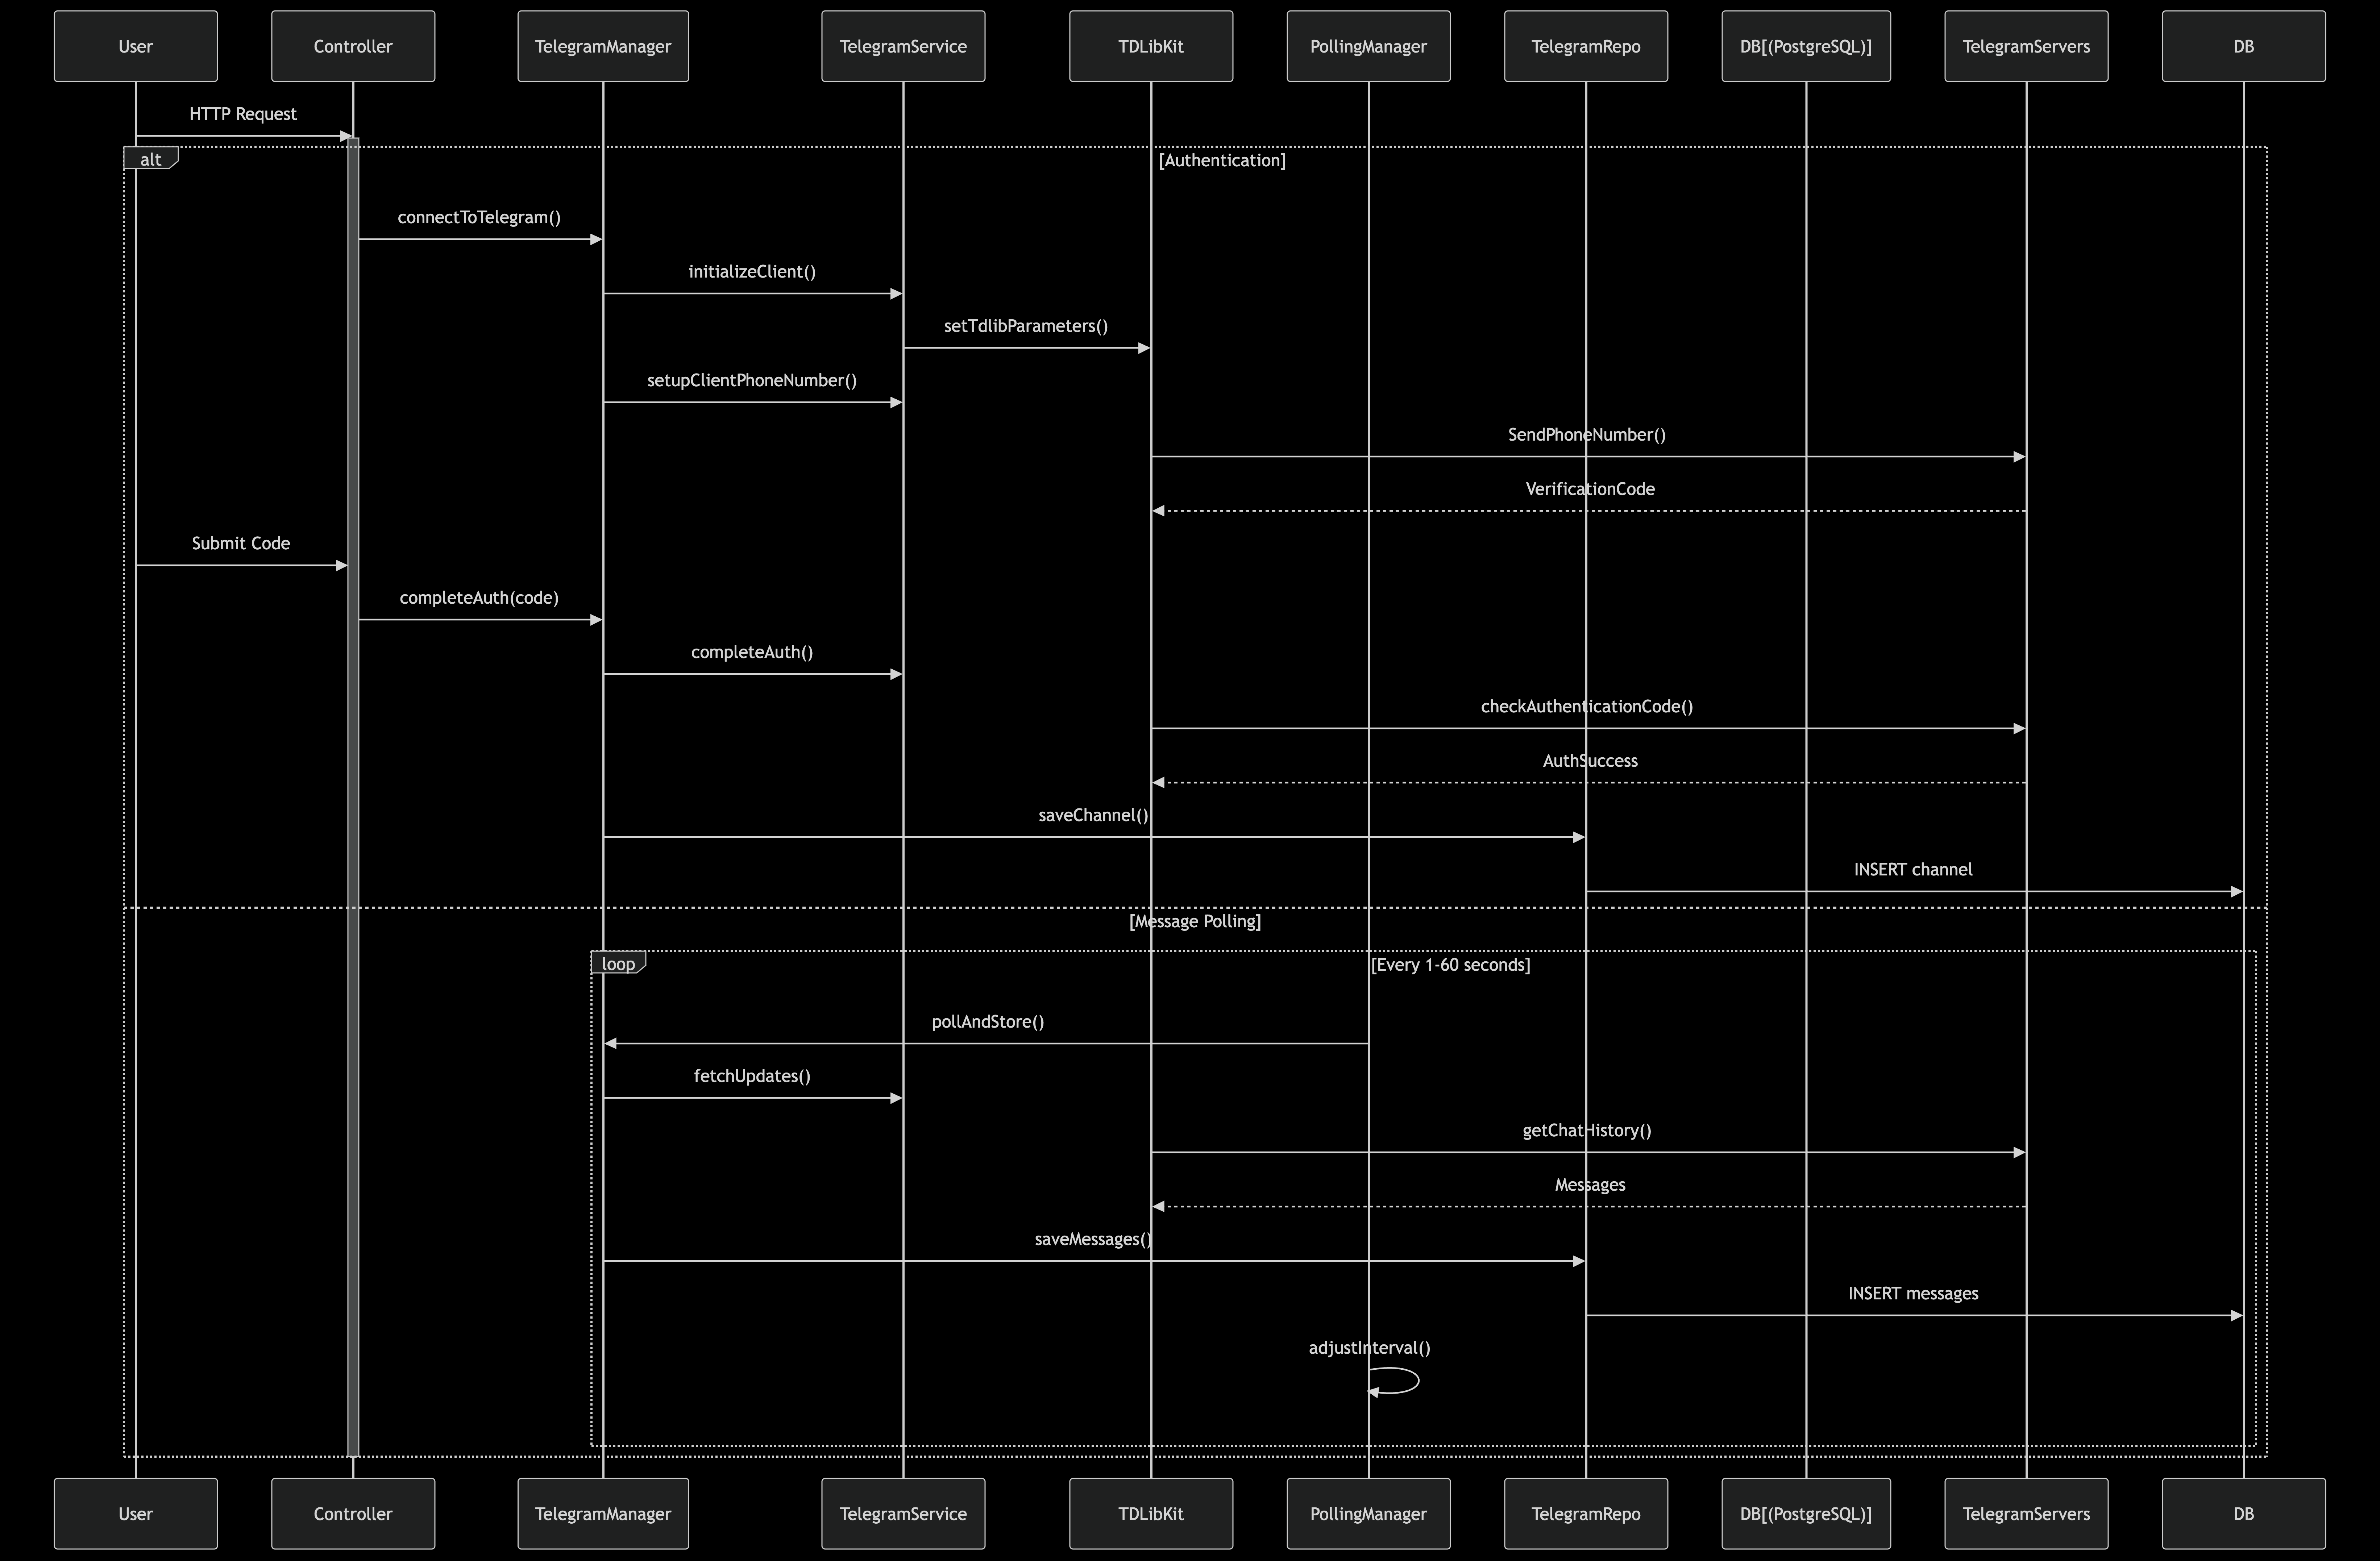 User
Controller
TelegramManager
TelegramService
TDLibKit
PollingManager
TelegramRepo
DB[(PostgreSQL)]
TelegramServers
DB
HTTP Request
alt
[Authentication]
connectToTelegram()
initializeClient()
setTdlibParameters()
setupClientPhoneNumber()
SendPhoneNumber()
VerificationCode
Submit Code
completeAuth(code)
completeAuth()
checkAuthenticationCode()
AuthSuccess
saveChannel()
INSERT channel
[Message Polling]
loop
[Every 1-60 seconds]
pollAndStore()
fetchUpdates()
getChatHistory()
Messages
saveMessages()
INSERT messages
adjustInterval()
User
Controller
TelegramManager
TelegramService
TDLibKit
PollingManager
TelegramRepo
DB[(PostgreSQL)]
TelegramServers
DB